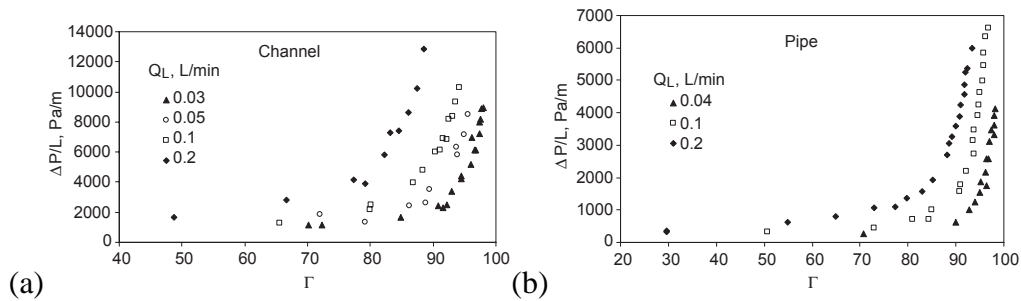 Channel
Q_L, L/min
0.03
0.05
0.1
0.2
ΔP/L, Pa/m
14000
12000
10000
8000
6000
4000
2000
0
40 50 60 70 80 90 100
Γ
(a)
Pipe
Q_L, L/min
0.04
0.1
0.2
ΔP/L, Pa/m
7000
6000
5000
4000
3000
2000
1000
0
20 30 40 50 60 70 80 90 100
Γ
(b)